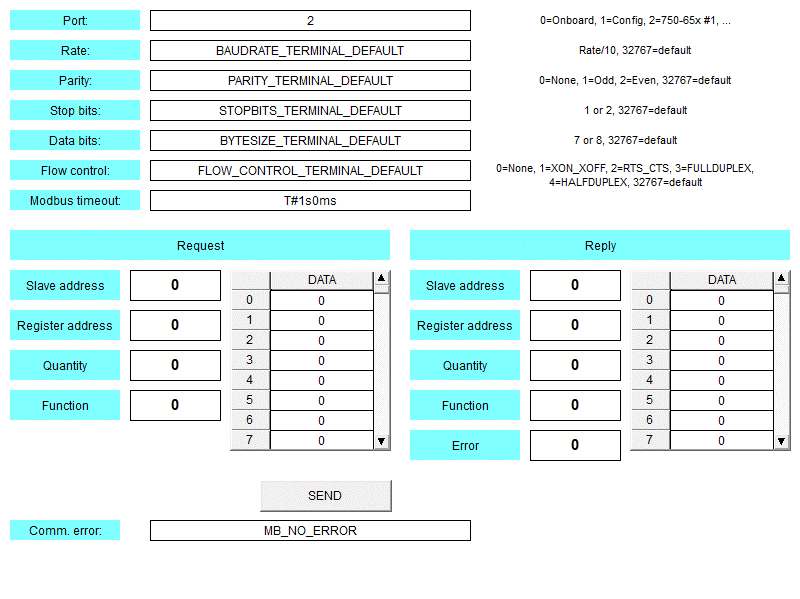 Port: 2 0=Onboard, 1=Config, 2=750-65x #1, ...
Rate: BAUDRATE_TERMINAL_DEFAULT Rate/10, 32767=default
Parity: PARITY_TERMINAL_DEFAULT 0=None, 1=Odd, 2=Even, 32767=default
Stop bits: STOPBITS_TERMINAL_DEFAULT 1 or 2, 32767=default
Data bits: BYTESIZE_TERMINAL_DEFAULT 7 or 8, 32767=default
Flow control: FLOW_CONTROL_TERMINAL_DEFAULT 0=None, 1=XON_XOFF, 2=RTS_CTS, 3=FULLDUPLEX,
4=HALFDUPLEX, 32767=default
Modbus timeout: T#1s0ms
Request
Slave address 0
Register address 0
Quantity 0
Function 0
DATA
0 0
1 0
2 0
3 0
4 0
5 0
6 0
7 0
Reply
Slave address 0
Register address 0
Quantity 0
Function 0
Error 0
DATA
0 0
1 0
2 0
3 0
4 0
5 0
6 0
7 0
SEND
Comm. error: MB_NO_ERROR